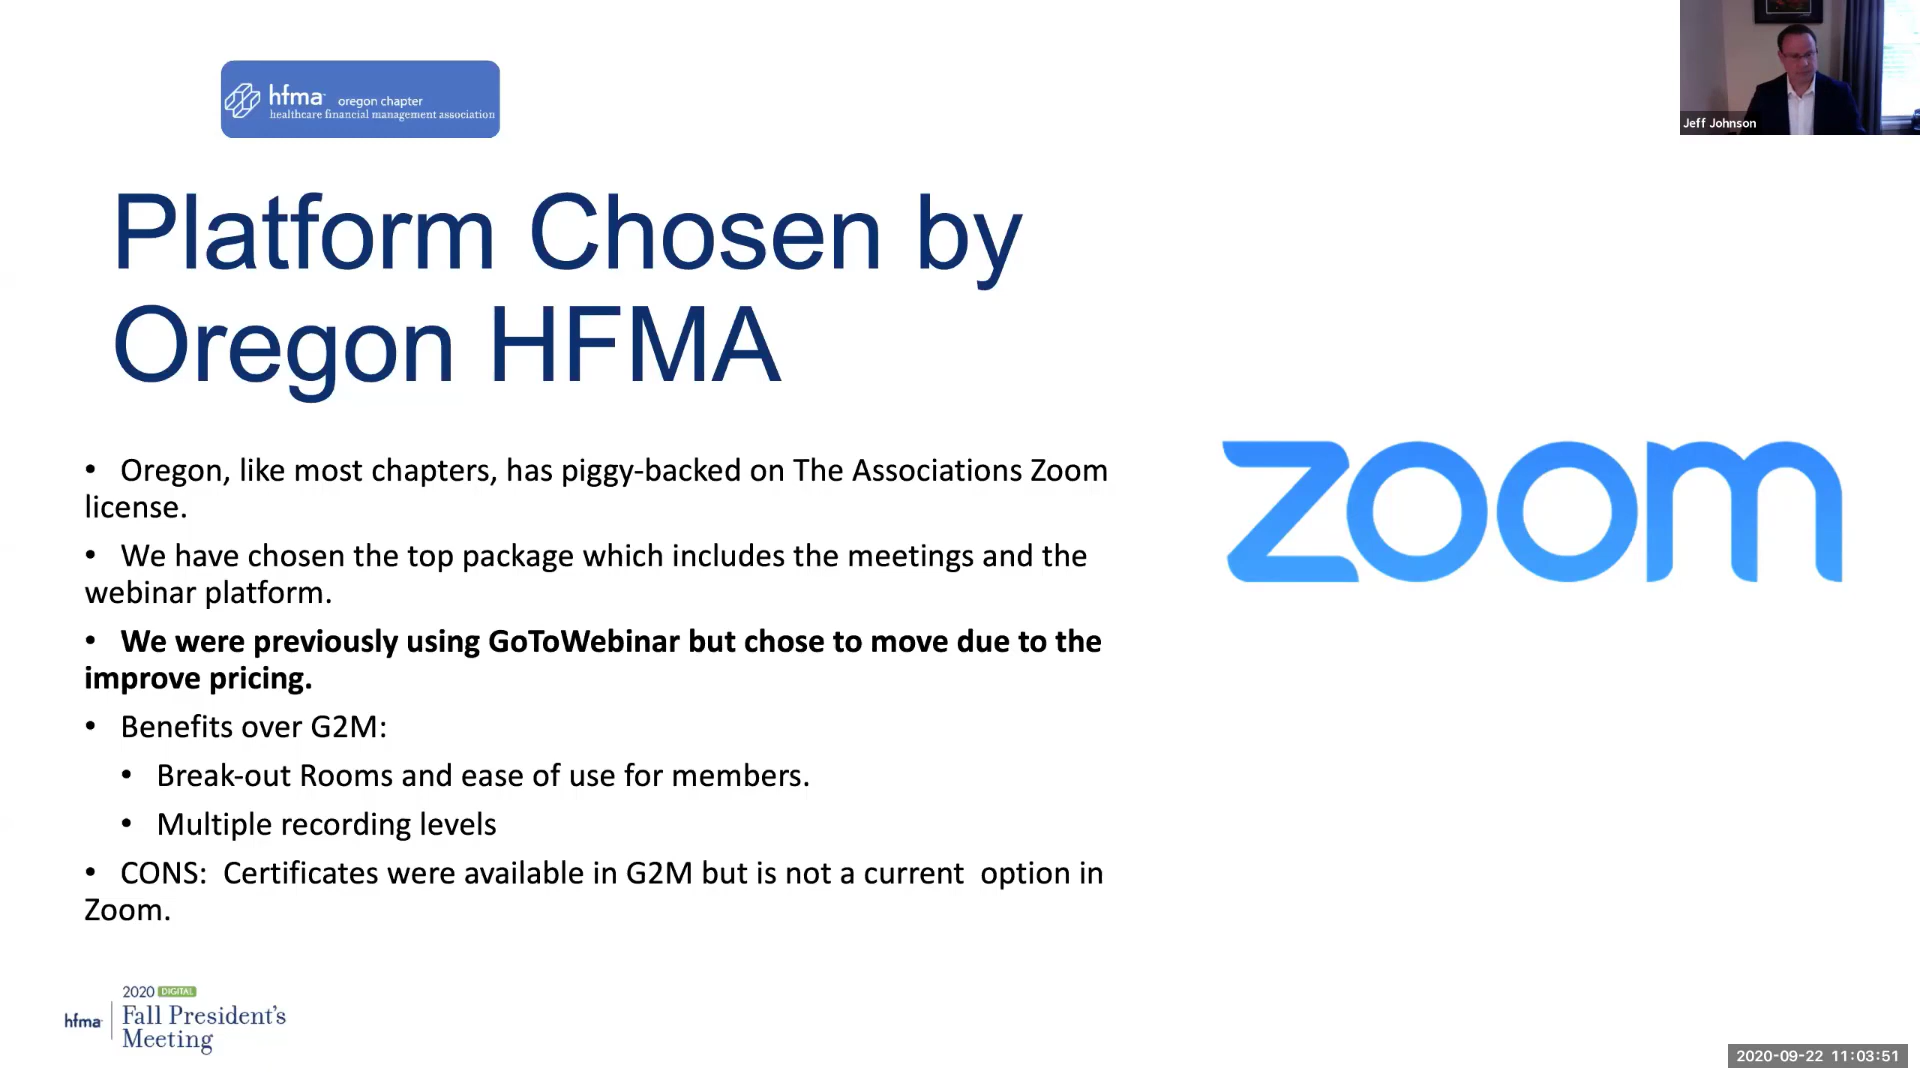 hfma oregon chapter
healthcare financial management association
Jeff Johnson
Platform Chosen by
Oregon HFMA
• Oregon, like most chapters, has piggy-backed on The Associations Zoom
license.
• We have chosen the top package which includes the meetings and the
webinar platform.
• We were previously using GoToWebinar but chose to move due to the
improve pricing.
• Benefits over G2M:
• Break-out Rooms and ease of use for members.
• Multiple recording levels
• CONS:  Certificates were available in G2M but is not a current  option in
Zoom.
zoom
2020 DIGITAL
hfma Fall President's
Meeting
2020-09-22 11:03:51